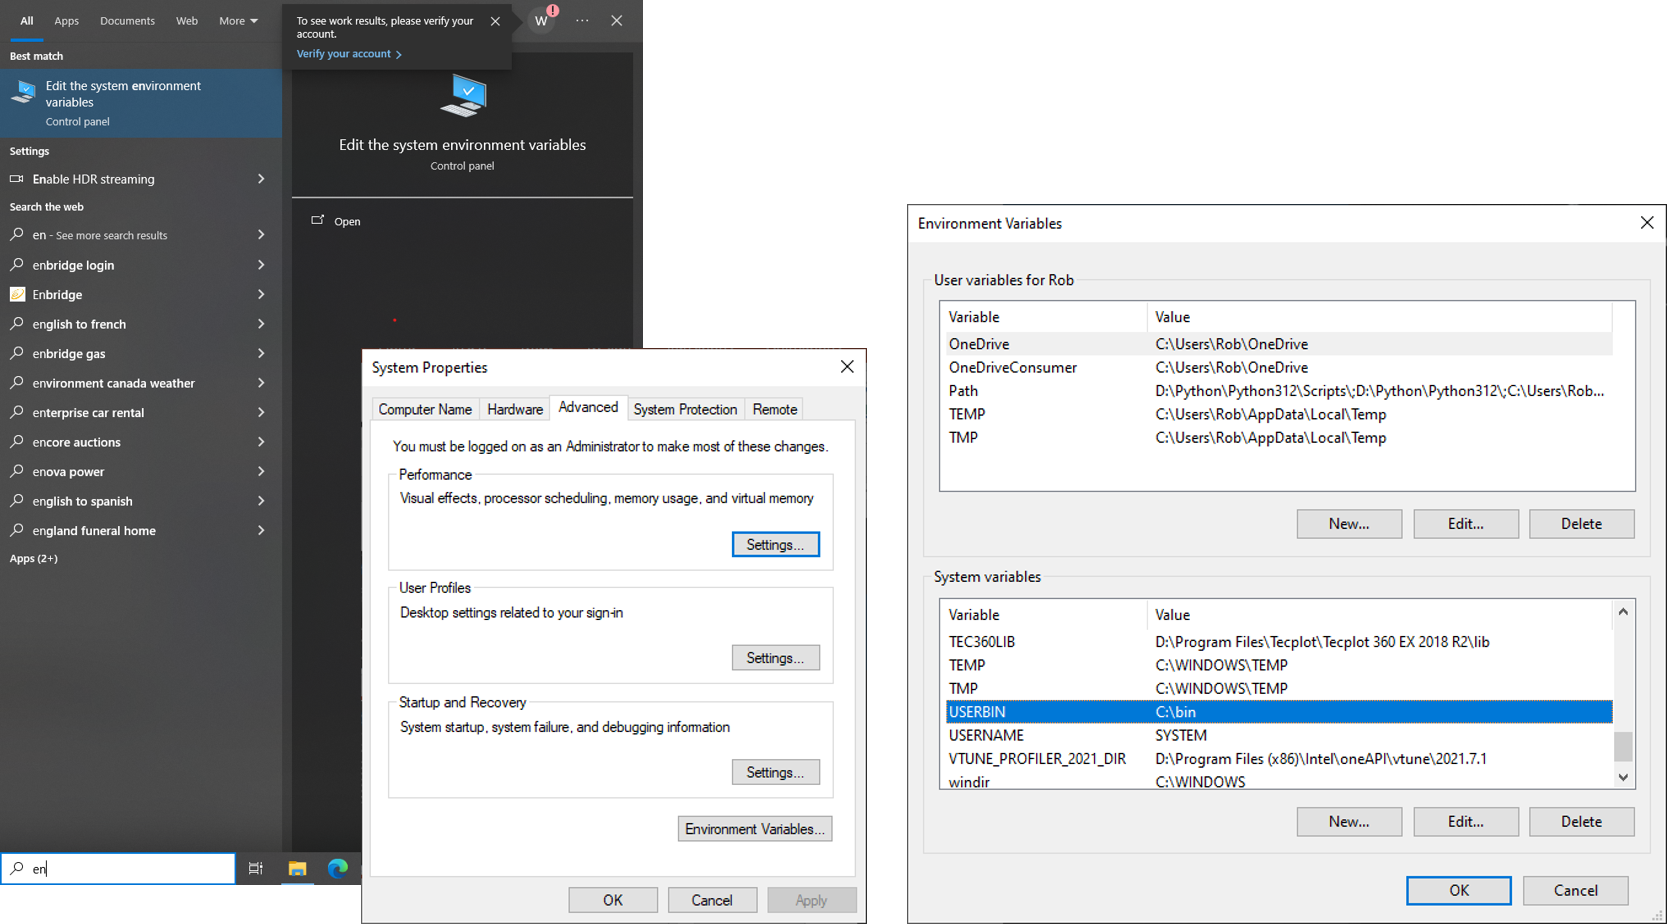 All Apps Documents Web More
To see work results, please verify your
account.
Verify your account
W
Best match
Edit the system environment
variables
Control panel
Settings
Enable HDR streaming
Search the web
en - See more search results
enbridge login
Enbridge
english to french
enbridge gas
environment canada weather
enterprise car rental
encore auctions
enova power
english to spanish
england funeral home
Apps (2+)
en
Edit the system environment variables
Control panel
Open
System Properties
Computer Name Hardware Advanced System Protection Remote
You must be logged on as an Administrator to make most of these changes.
Performance
Visual effects, processor scheduling, memory usage, and virtual memory
Settings...
User Profiles
Desktop settings related to your sign-in
Settings...
Startup and Recovery
System startup, system failure, and debugging information
Settings...
Environment Variables...
OK Cancel Apply
Environment Variables
User variables for Rob
Variable Value
OneDrive C:\Users\Rob\OneDrive
OneDriveConsumer C:\Users\Rob\OneDrive
Path D:\Python\Python312\Scripts\;D:\Python\Python312\;C:\Users\Rob...
TEMP C:\Users\Rob\AppData\Local\Temp
TMP C:\Users\Rob\AppData\Local\Temp
New... Edit... Delete
System variables
Variable Value
TEC360LIB D:\Program Files\Tecplot\Tecplot 360 EX 2018 R2\lib
TEMP C:\WINDOWS\TEMP
TMP C:\WINDOWS\TEMP
USERBIN C:\bin
USERNAME SYSTEM
VTUNE_PROFILER_2021_DIR D:\Program Files (x86)\Intel\oneAPI\vtune\2021.7.1
windir C:\WINDOWS
New... Edit... Delete
OK Cancel